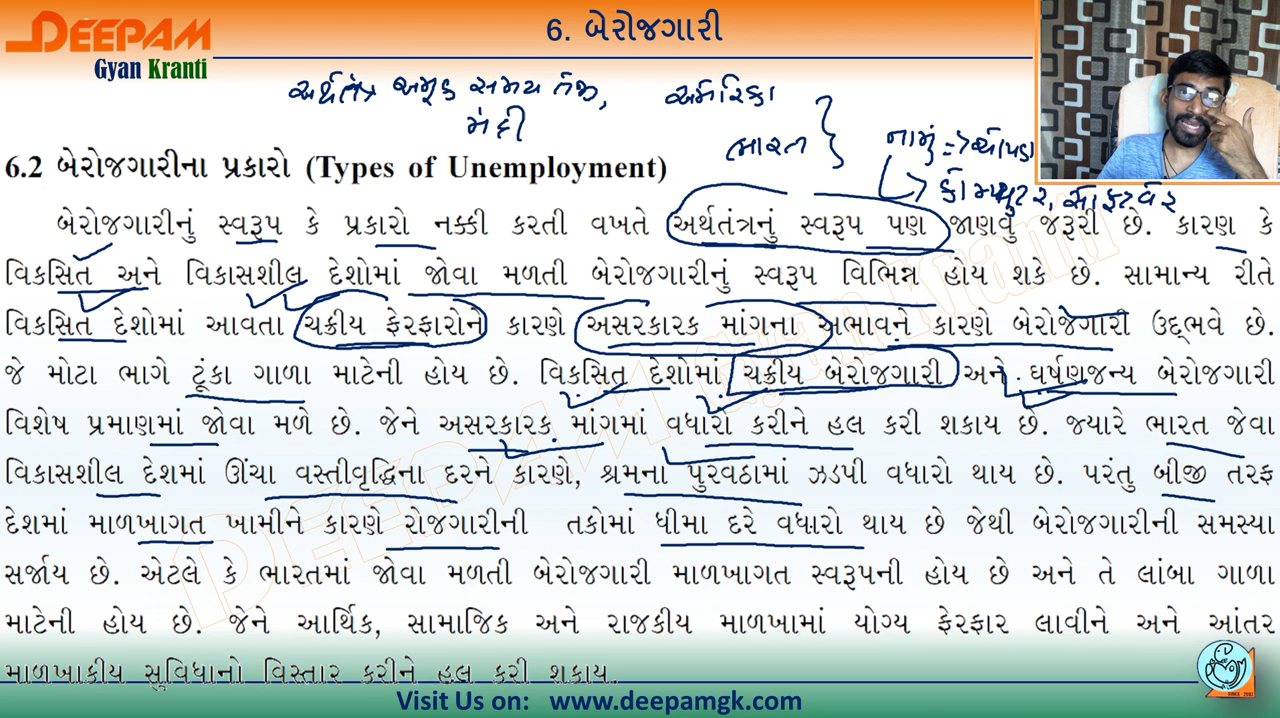 DEEPAM
Gyan Kranti
6. બેરોજગારી
અર્થતંત્ર અમૂક સમય તેજી, અમેરિકા
મંદી
ભારત
નામું => ચોપડા
કોમ્પ્યુટર, સોફ્ટવેર
6.2 બેરોજગારીના પ્રકારો (Types of Unemployment)
બેરોજગારીનું સ્વરૂપ કે પ્રકારો નક્કી કરતી વખતે અર્થતંત્રનું સ્વરૂપ પણ જાણવું જરૂરી છે. કારણ કે
વિકસિત અને વિકાસશીલ દેશોમાં જોવા મળતી બેરોજગારીનું સ્વરૂપ વિભિન્ન હોય શકે છે. સામાન્ય રીતે
વિકસિત દેશોમાં આવતા ચક્રીય ફેરફારોને કારણે અસરકારક માંગના અભાવને કારણે બેરોજગારી ઉદ્ભવે છે.
જે મોટા ભાગે ટૂંકા ગાળા માટેની હોય છે. વિકસિત દેશોમાં ચક્રીય બેરોજગારી અને ઘર્ષણજન્ય બેરોજગારી
વિશેષ પ્રમાણમાં જોવા મળે છે. જેને અસરકારક માંગમાં વધારો કરીને હલ કરી શકાય છે. જ્યારે ભારત જેવા
વિકાસશીલ દેશમાં ઊંચા વસ્તીવૃદ્ધિના દરને કારણે, શ્રમના પુરવઠામાં ઝડપી વધારો થાય છે. પરંતુ બીજી તરફ
દેશમાં માળખાગત ખામીને કારણે રોજગારીની તકોમાં ધીમા દરે વધારો થાય છે જેથી બેરોજગારીની સમસ્યા
સર્જાય છે. એટલે કે ભારતમાં જોવા મળતી બેરોજગારી માળખાગત સ્વરૂપની હોય છે અને તે લાંબા ગાળા
માટેની હોય છે. જેને આર્થિક, સામાજિક અને રાજકીય માળખામાં યોગ્ય ફેરફાર લાવીને અને આંતર
માળખાકીય સુવિધાનો વિસ્તાર કરીને હલ કરી શકાય.
Visit Us on: www.deepamgk.com